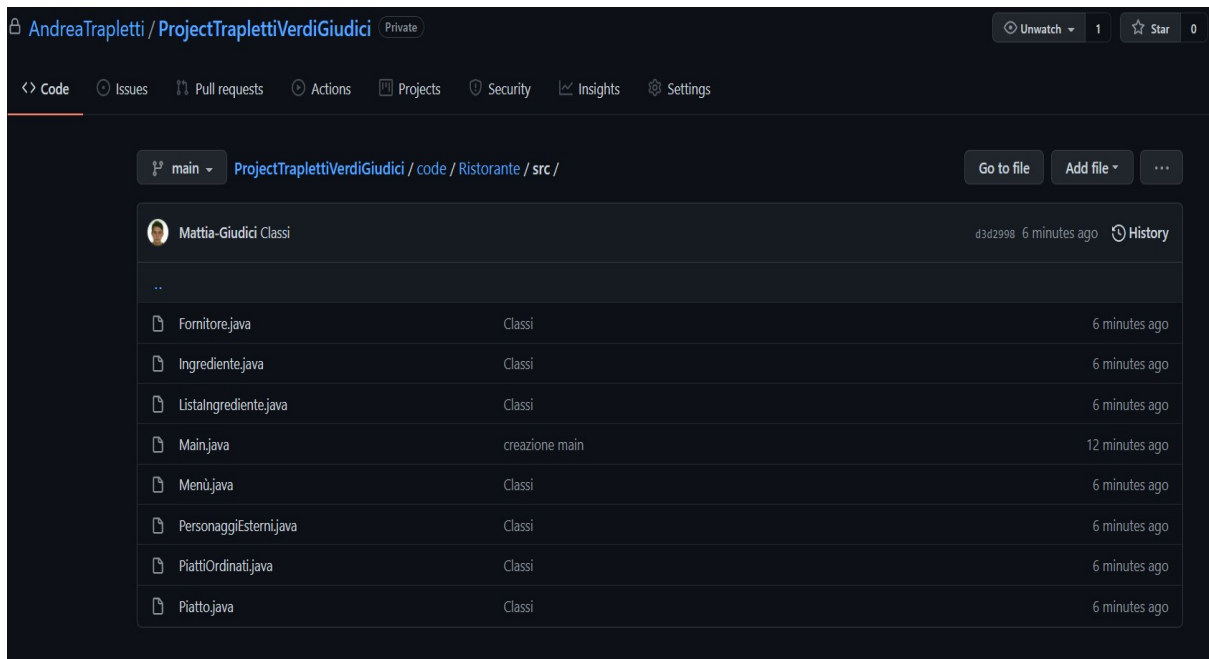 AndreaTrapletti / ProjectTraplettiVerdiGiudici Private Unwatch 1 Star 0
Code Issues Pull requests Actions Projects Security Insights Settings
main ProjectTraplettiVerdiGiudici / code / Ristorante / src / Go to file Add file ...
Mattia-Giudici Classi d3d2998 6 minutes ago History
..
Fornitore.java Classi 6 minutes ago
Ingrediente.java Classi 6 minutes ago
ListaIngrediente.java Classi 6 minutes ago
Main.java creazione main 12 minutes ago
Menù.java Classi 6 minutes ago
PersonaggiEsterni.java Classi 6 minutes ago
PiattiOrdinati.java Classi 6 minutes ago
Piatto.java Classi 6 minutes ago